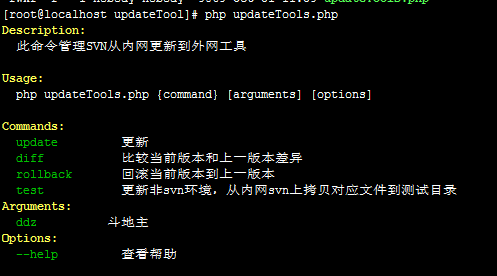 [root@localhost updateTool]# php updateTools.php
Description:
此命令管理SVN从内网更新到外网工具
Usage:
php updateTools.php {command} [arguments] [options]
Commands:
update 更新
diff 比较当前版本和上一版本差异
rollback 回滚当前版本到上一版本
test 更新非svn环境，从内网svn上拷贝对应文件到测试目录
Arguments:
ddz 斗地主
Options:
--help 查看帮助